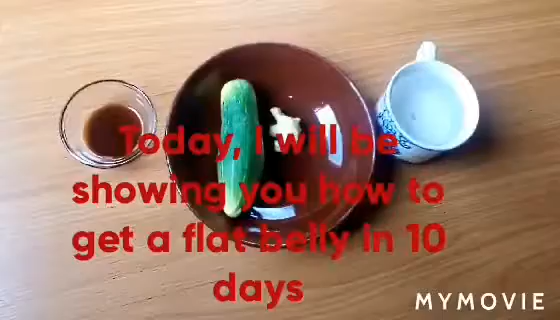 Today, I will be
showing you how to
get a flat belly in 10
days
MYMOVIE